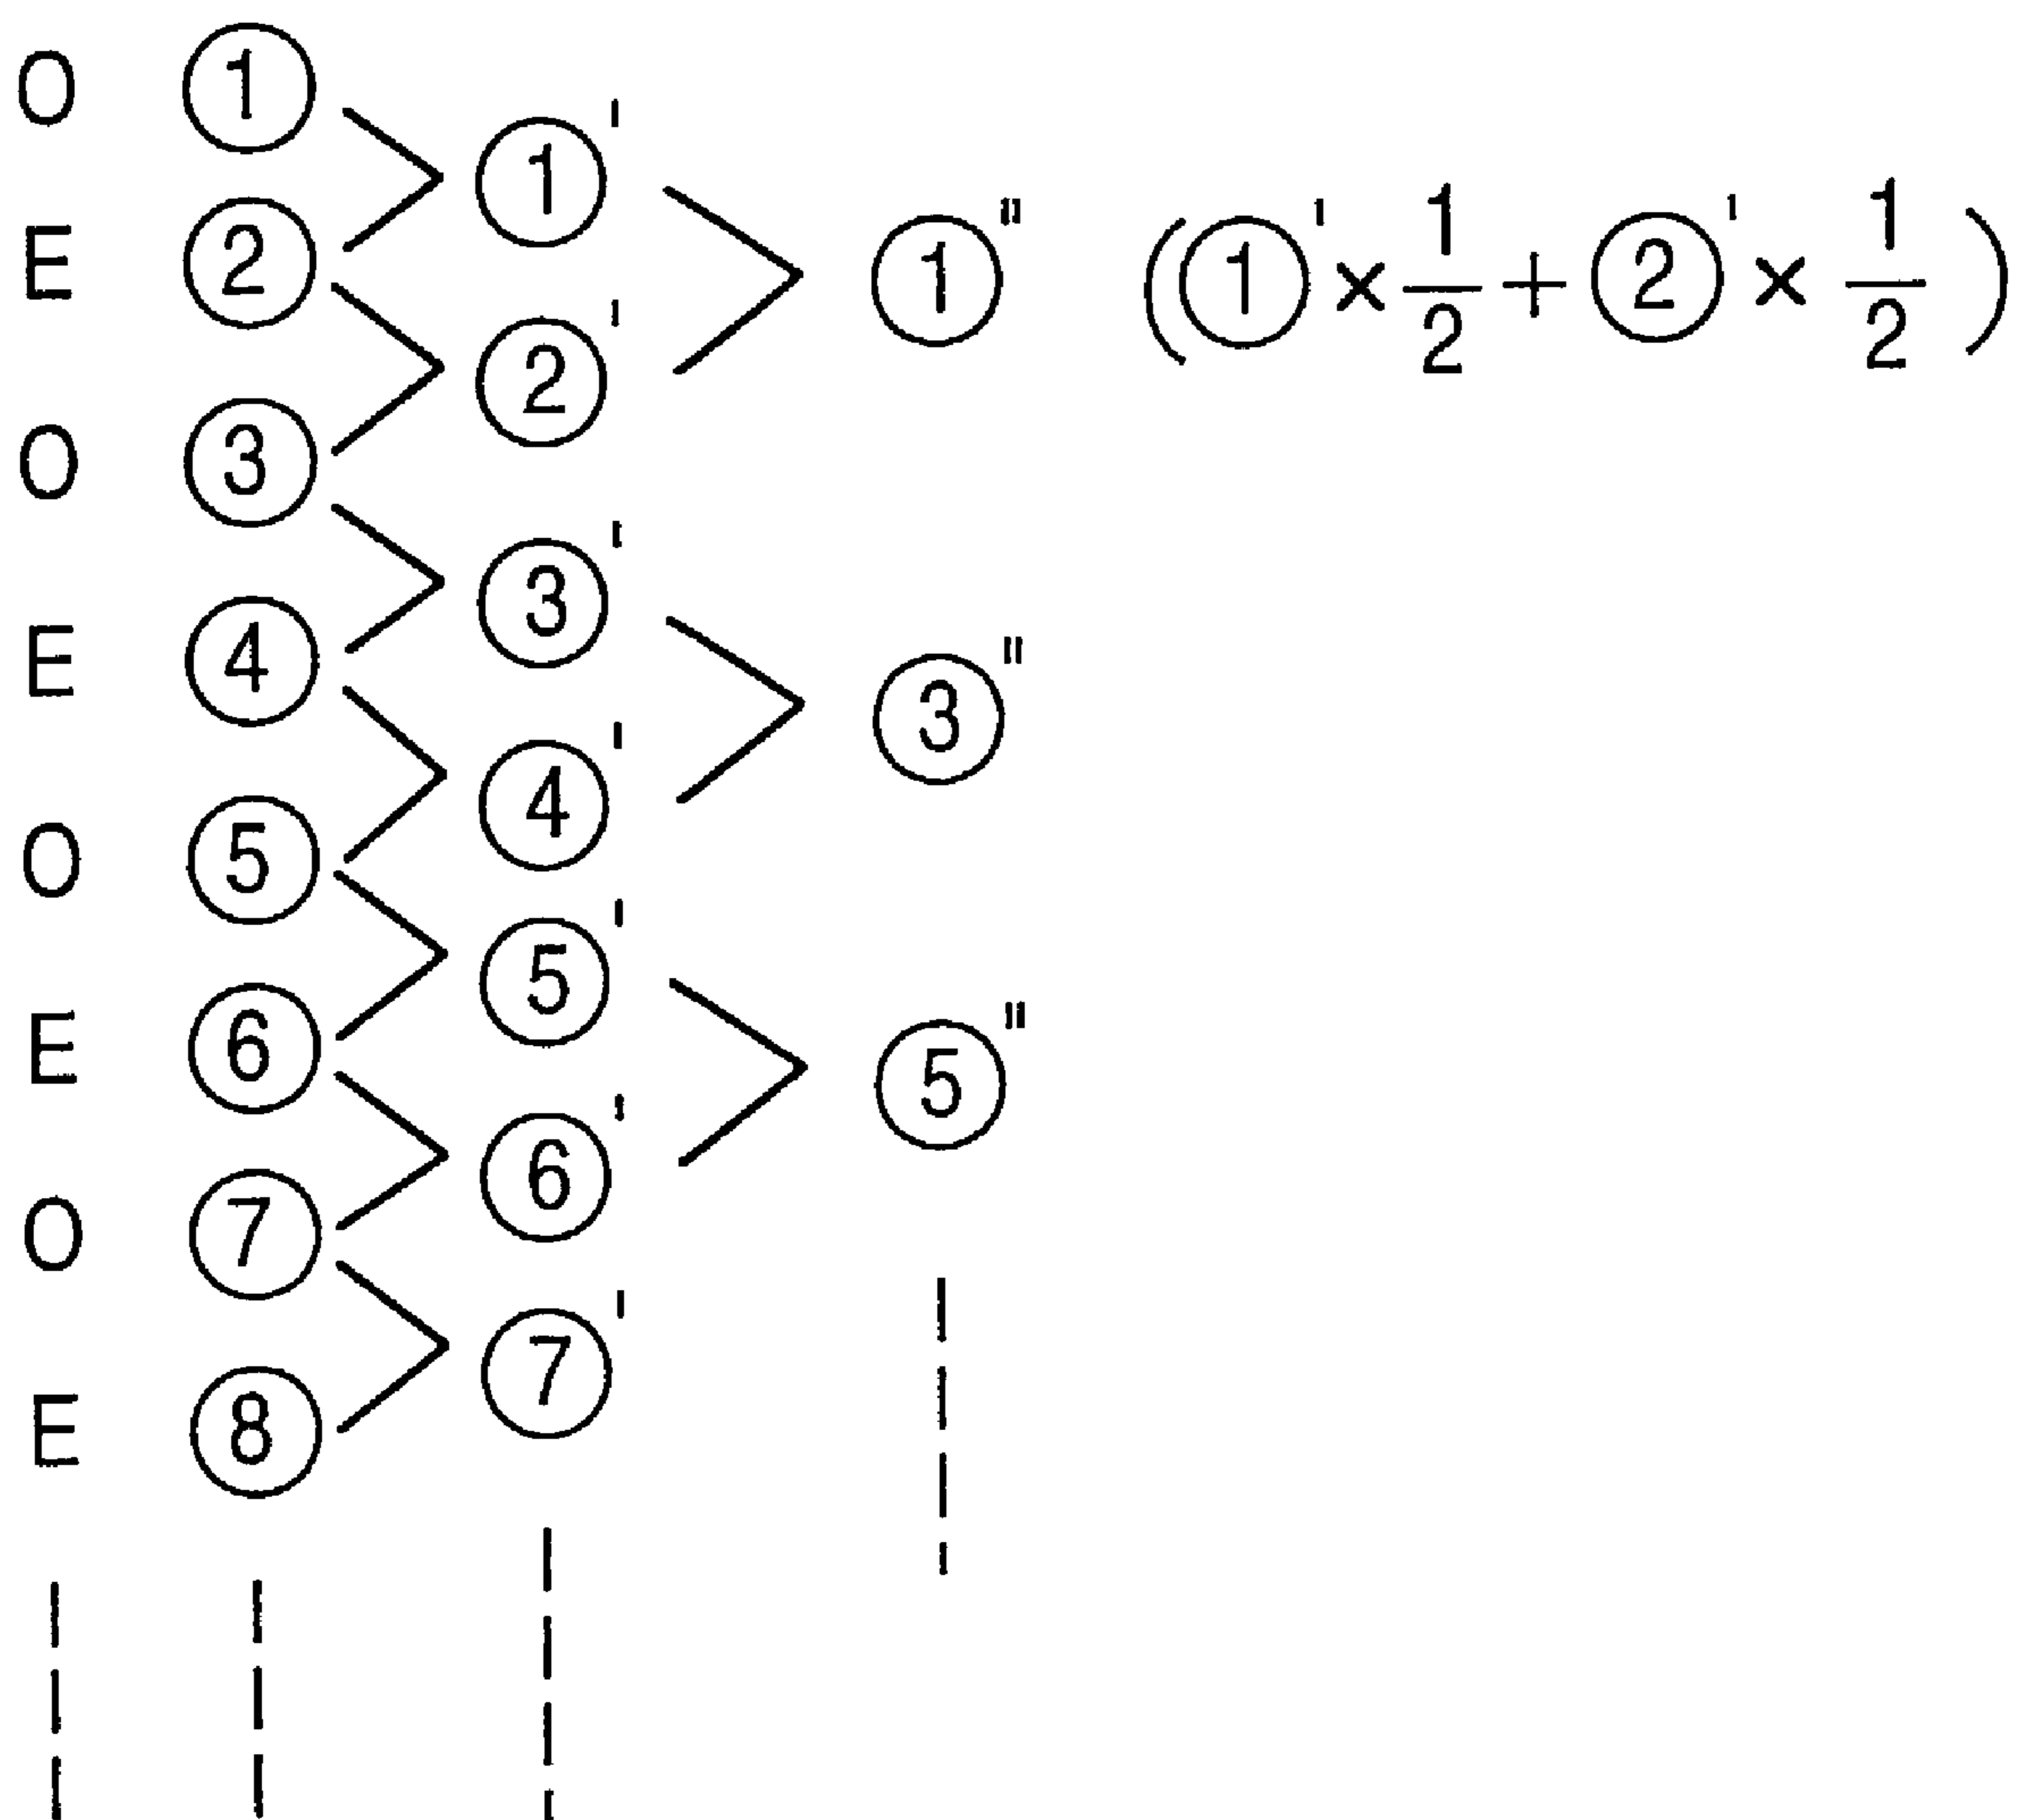 O ①
①'
E ② ①" (①' × 1/2 + ②' × 1/2)
②'
O ③
③'
E ④
③"
④'
O ⑤
⑤'
E ⑥
⑤"
⑥'
O ⑦
⑦'
E ⑧